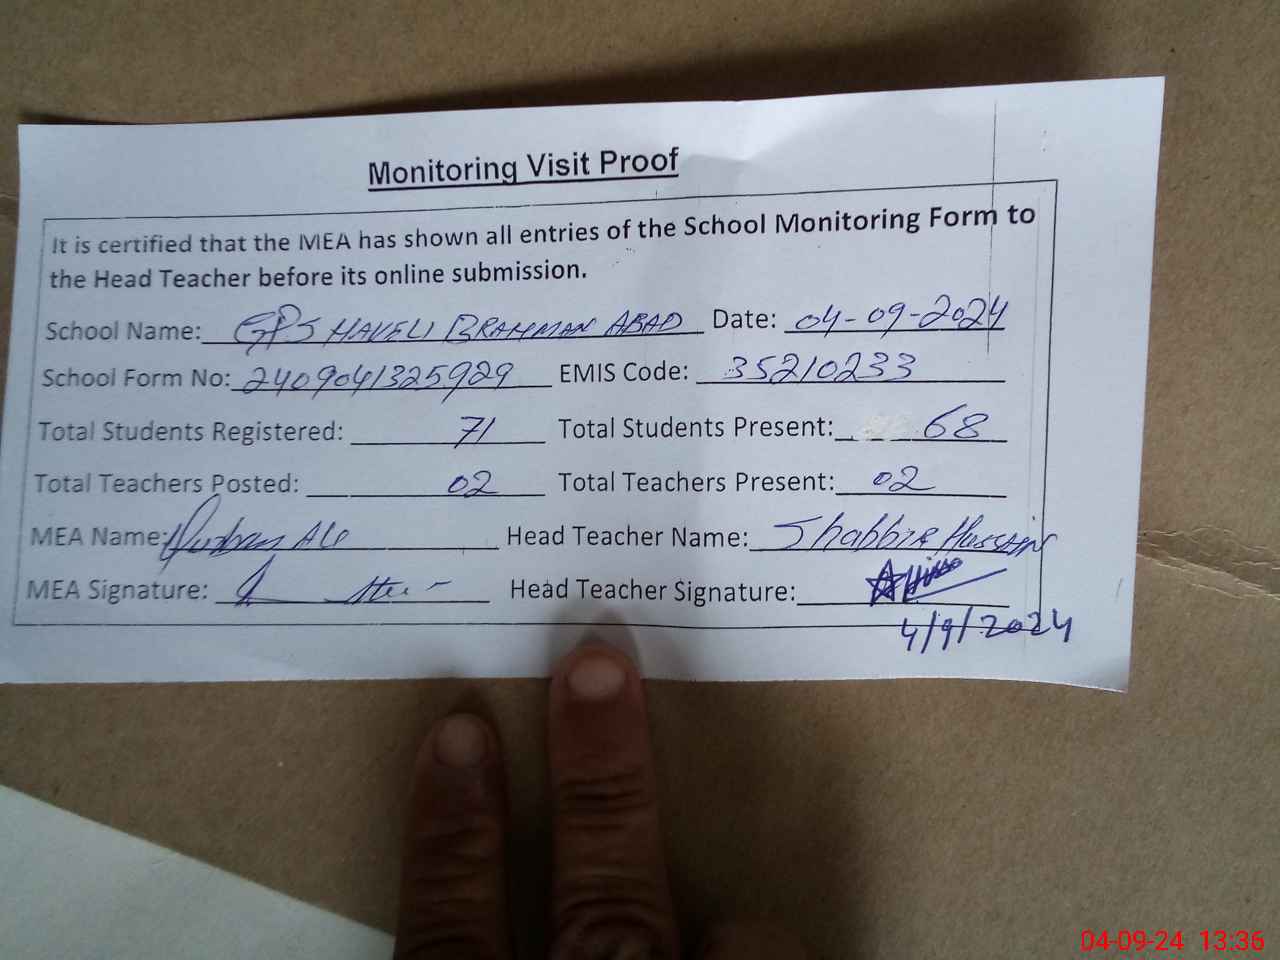 Monitoring Visit Proof
It is certified that the MEA has shown all entries of the School Monitoring Form to
the Head Teacher before its online submission.
School Name: GPS HAVELI BRAHMAN ABAD Date: 04-09-2024
School Form No: 2409041325929 EMIS Code: 35210233
Total Students Registered: 71 Total Students Present: 68
Total Teachers Posted: 02 Total Teachers Present: 02
MEA Name: Ali Head Teacher Name: Shabbir Hussain
MEA Signature: Head Teacher Signature:
4/9/2024
04-09-24 13:36